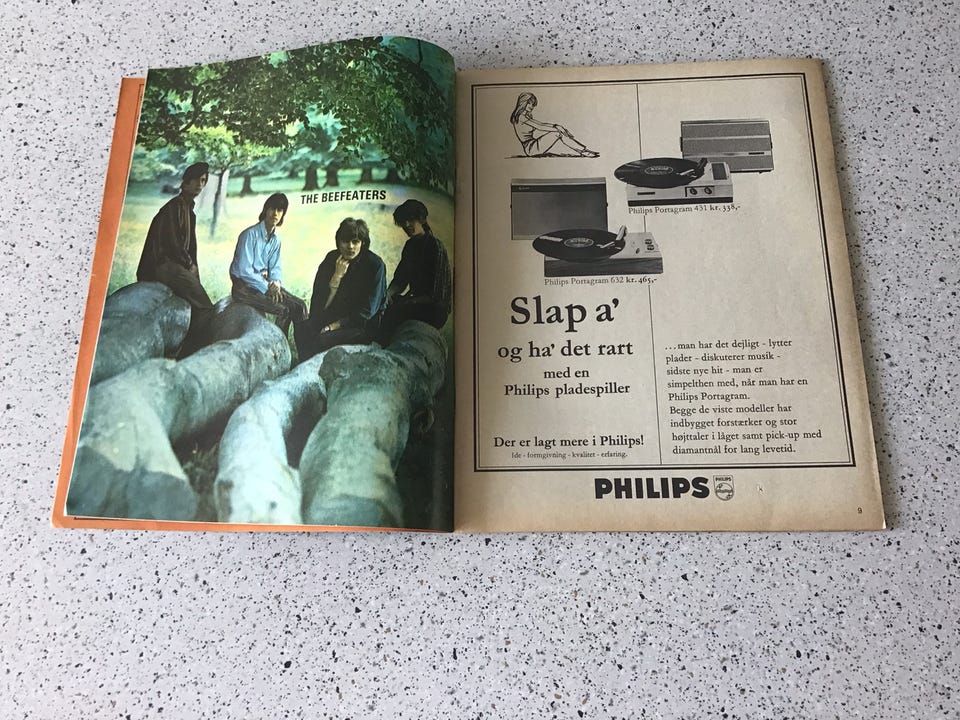 THE BEEFEATERS
Philips Portagram 431 kr. 338,-
Philips Portagram 632 kr. 465,-
Slap a'
og ha' det rart
med en
Philips pladespiller
Der er lagt mere i Philips!
Ide - formgivning - kvalitet - erfaring.
...man har det dejligt - lytter
plader - diskuterer musik -
sidste nye hit - man er
simpelthen med, når man har en
Philips Portagram.
Begge de viste modeller har
indbygget forstærker og stor
højttaler i låget samt pick-up med
diamantnål for lang levetid.
PHILIPS
PHILIPS
9